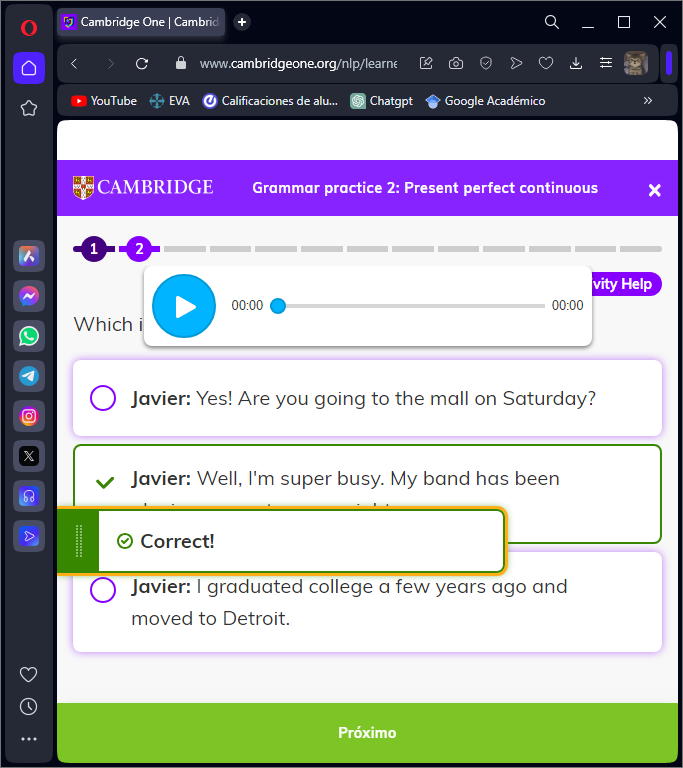 Cambridge One | Cambrid
www.cambridgeone.org/nlp/learne
YouTube
EVA
Calificaciones de alu...
Chatgpt
Google Académico
»
CAMBRIDGE
Grammar practice 2: Present perfect continuous
1
2
vity Help
00:00
00:00
Which i
Javier: Yes! Are you going to the mall on Saturday?
Javier: Well, I'm super busy. My band has been
Correct!
Javier: I graduated college a few years ago and
moved to Detroit.
Próximo